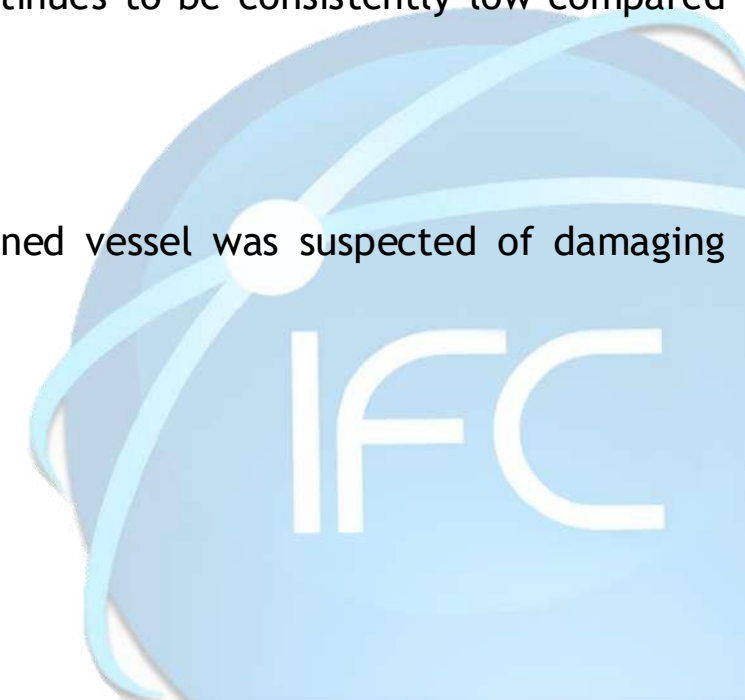 tinues to be consistently low compared
ned vessel was suspected of damaging
IFC